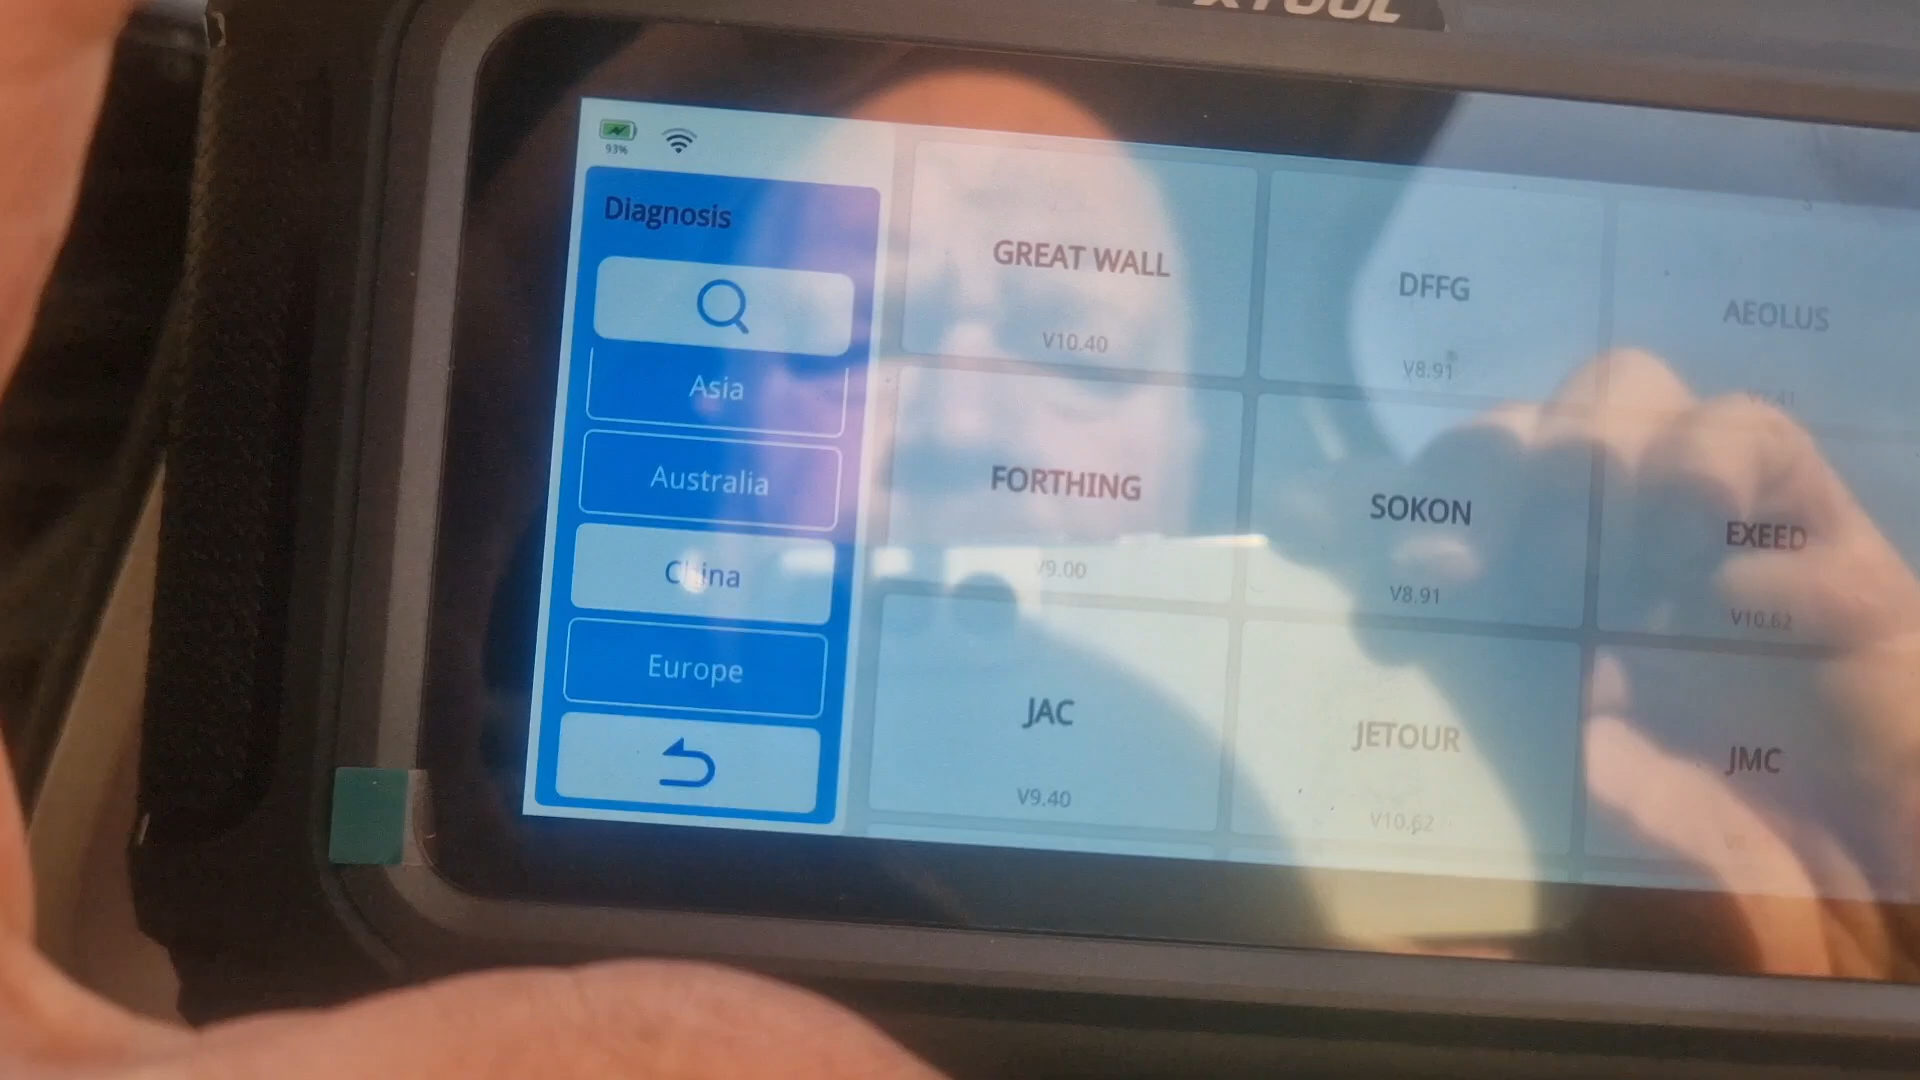 XTOOL
93%
Diagnosis
Asia
Australia
China
Europe
GREAT WALL
V10.40
DFFG
V8.91
AEOLUS
FORTHING
V9.00
SOKON
V8.91
EXEED
V10.62
JAC
V9.40
JETOUR
V10.62
JMC